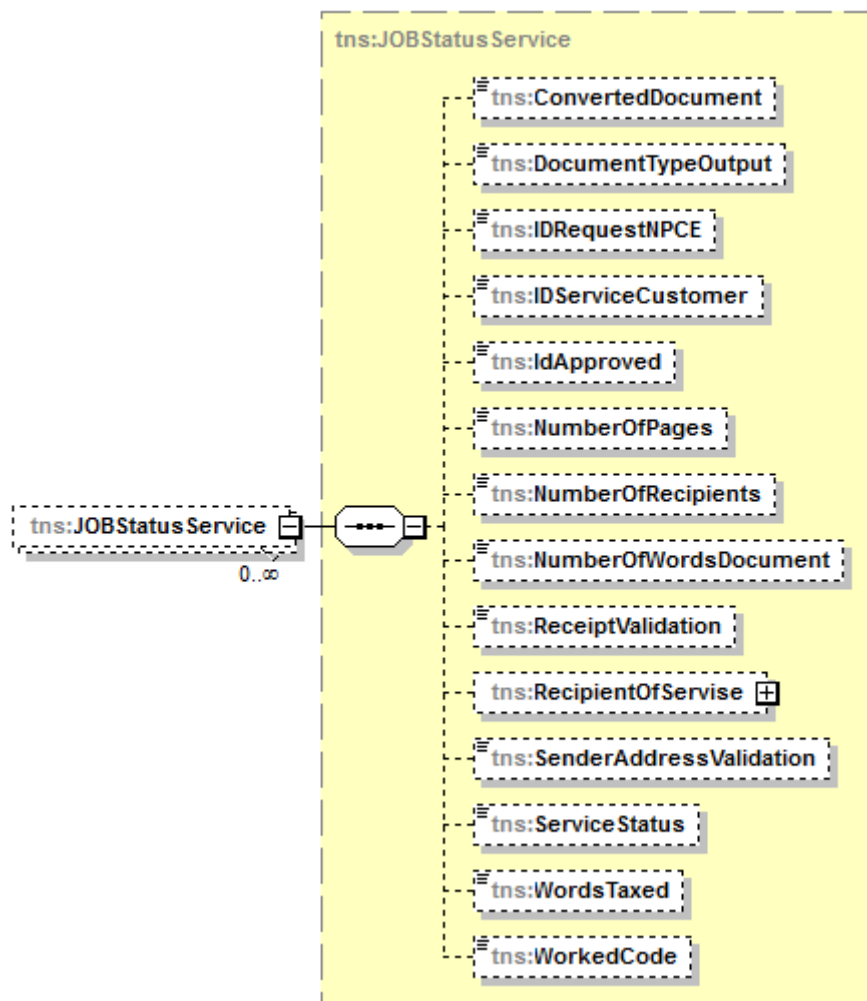 tns:JOBStatusService
tns:ConvertedDocument
tns:DocumentTypeOutput
tns:IDRequestNPCE
tns:IDServiceCustomer
tns:IdApproved
tns:NumberOfPages
tns:NumberOfRecipients
tns:JOBStatusService
0..∞
tns:NumberOfWordsDocument
tns:ReceiptValidation
tns:RecipientOfServise
tns:SenderAddressValidation
tns:ServiceStatus
tns:WordsTaxed
tns:WorkedCode